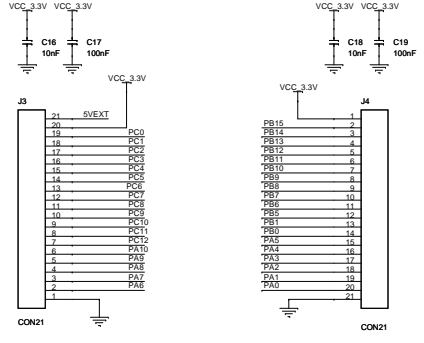 VCC_3.3V VCC_3.3V VCC_3.3V VCC_3.3V
C16 C17 C18 C19
10nF 100nF 10nF 100nF
VCC_3.3V VCC_3.3V
J3 J4
21 5VEXT 1
20 PB15 2
19 PC0 PB14 3
18 PC1 PB13 4
17 PC2 PB12 5
16 PC3 PB11 6
15 PC4 PB10 7
14 PC5 PB9 8
13 PC6 PB8 9
12 PC7 PB7 10
11 PC8 PB6 11
10 PC9 PB5 12
9 PC10 PB1 13
8 PC11 PB0 14
7 PC12 PA5 15
6 PA10 PA4 16
5 PA9 PA3 17
4 PA8 PA2 18
3 PA7 PA1 19
2 PA6 PA0 20
1 21
CON21 CON21